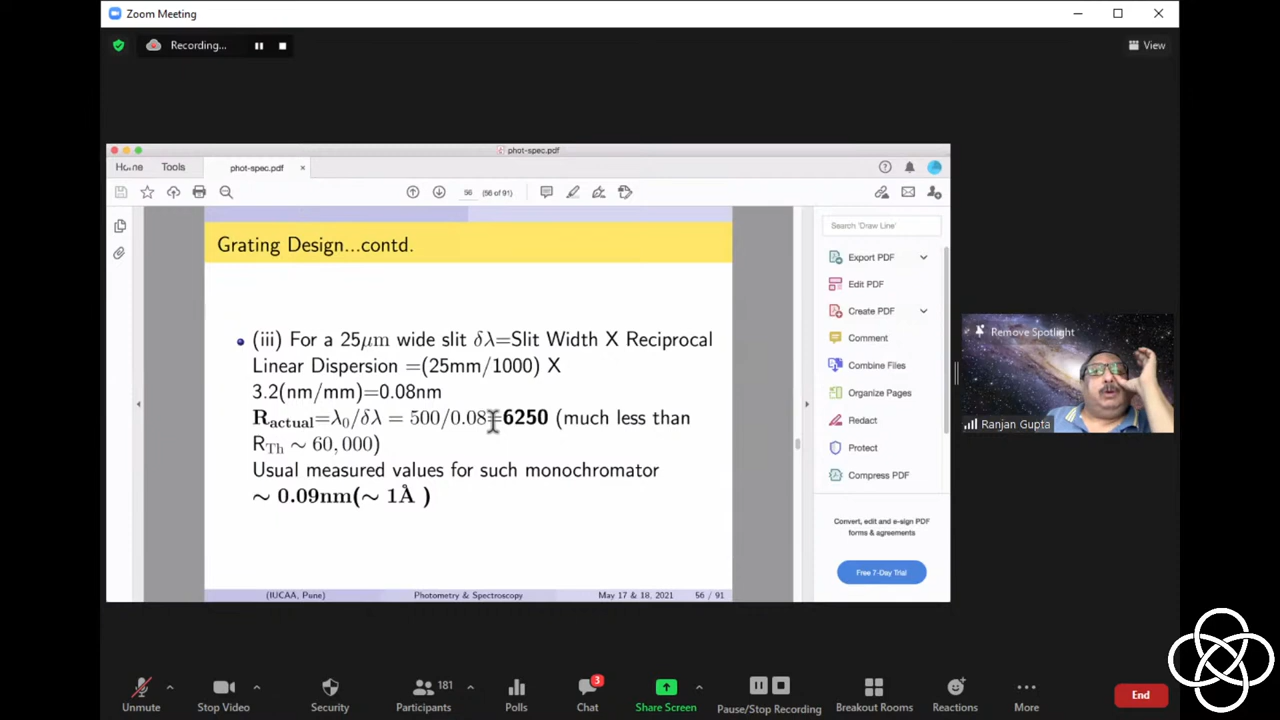 Zoom Meeting
Recording...
View
phot-spec.pdf
Home Tools phot-spec.pdf ×
56 (56 of 91)
Grating Design...contd.
(iii) For a 25μm wide slit δλ=Slit Width X Reciprocal
Linear Dispersion =(25mm/1000) X
3.2(nm/mm)=0.08nm
R_actual=λ₀/δλ = 500/0.08=6250 (much less than
R_Th ∼ 60,000)
Usual measured values for such monochromator
∼ 0.09nm(∼ 1Å )
(IUCAA, Pune) Photometry & Spectroscopy May 17 & 18, 2021 56 / 91
Search 'Draw Line'
Export PDF
Edit PDF
Create PDF
Comment
Combine Files
Organize Pages
Redact
Protect
Compress PDF
Convert, edit and e-sign PDF
forms & agreements
Free 7-Day Trial
Remove Spotlight
Ranjan Gupta
181
3
Unmute Stop Video Security Participants Polls Chat Share Screen Pause/Stop Recording Breakout Rooms Reactions More End